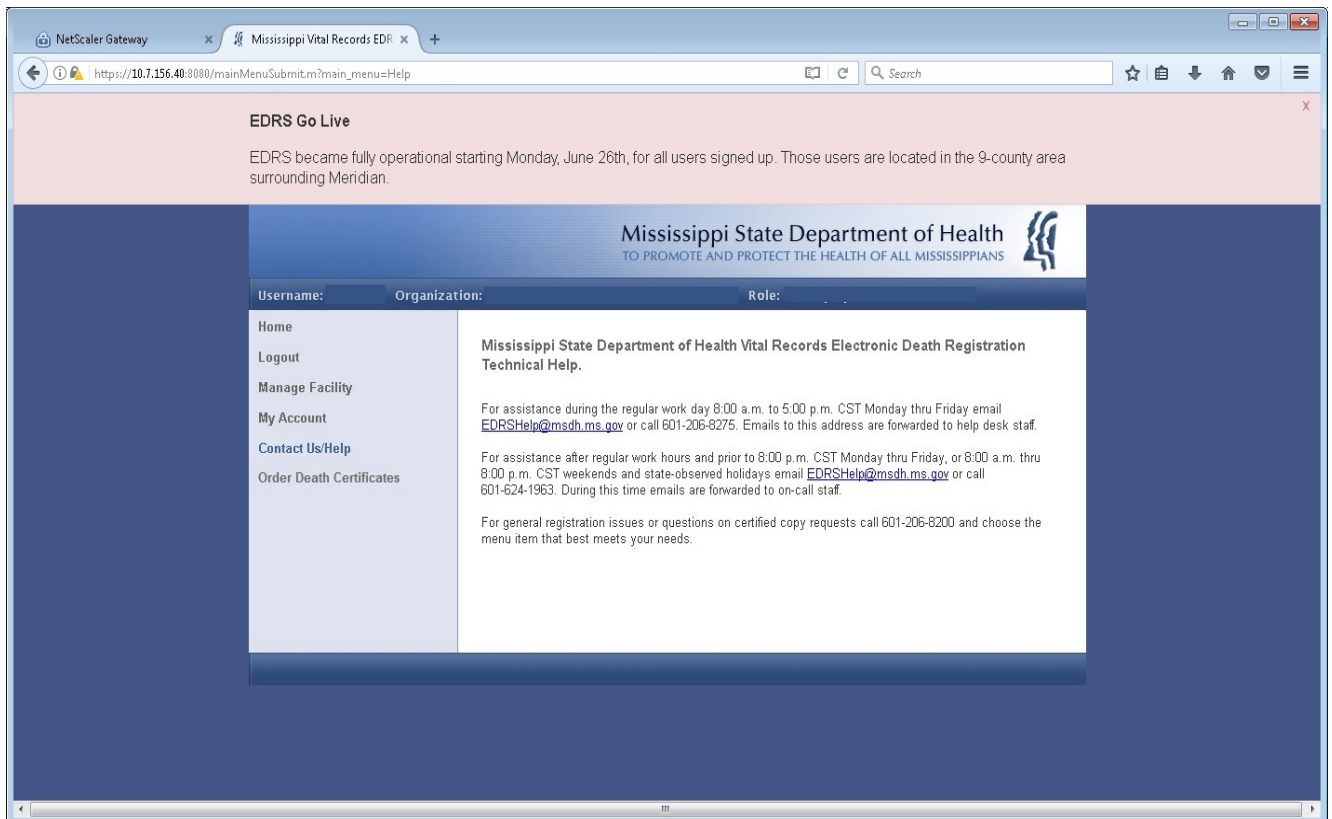 NetScaler Gateway
Mississippi Vital Records EDR
https://10.7.156.40:8080/mainMenuSubmit.m?main_menu=Help
Search
X
EDRS Go Live
EDRS became fully operational starting Monday, June 26th, for all users signed up. Those users are located in the 9-county area
surrounding Meridian.
Mississippi State Department of Health
TO PROMOTE AND PROTECT THE HEALTH OF ALL MISSISSIPPIANS
Username: Organization: Role:
Home
Logout
Manage Facility
My Account
Contact Us/Help
Order Death Certificates
Mississippi State Department of Health Vital Records Electronic Death Registration
Technical Help.
For assistance during the regular work day 8:00 a.m. to 5:00 p.m. CST Monday thru Friday email
EDRSHelp@msdh.ms.gov or call 601-206-8275. Emails to this address are forwarded to help desk staff.
For assistance after regular work hours and prior to 8:00 p.m. CST Monday thru Friday, or 8:00 a.m. thru
8:00 p.m. CST weekends and state-observed holidays email EDRSHelp@msdh.ms.gov or call
601-624-1963. During this time emails are forwarded to on-call staff.
For general registration issues or questions on certified copy requests call 601-206-8200 and choose the
menu item that best meets your needs.